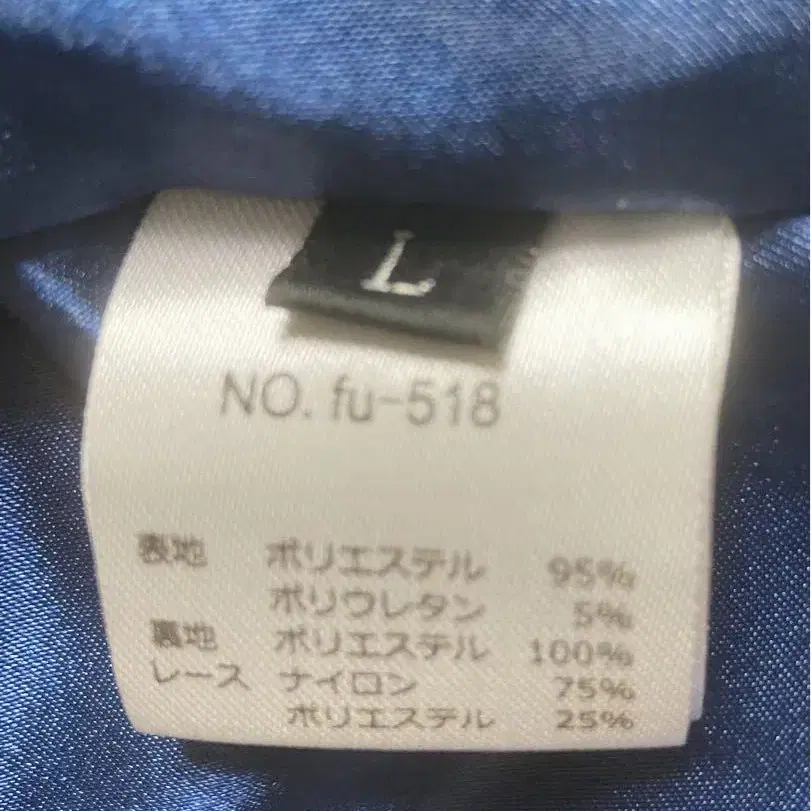 L
NO. fu-518
表地 ポリエステル 95%
ポリウレタン 5%
裏地 ポリエステル 100%
レース ナイロン 75%
ポリエステル 25%